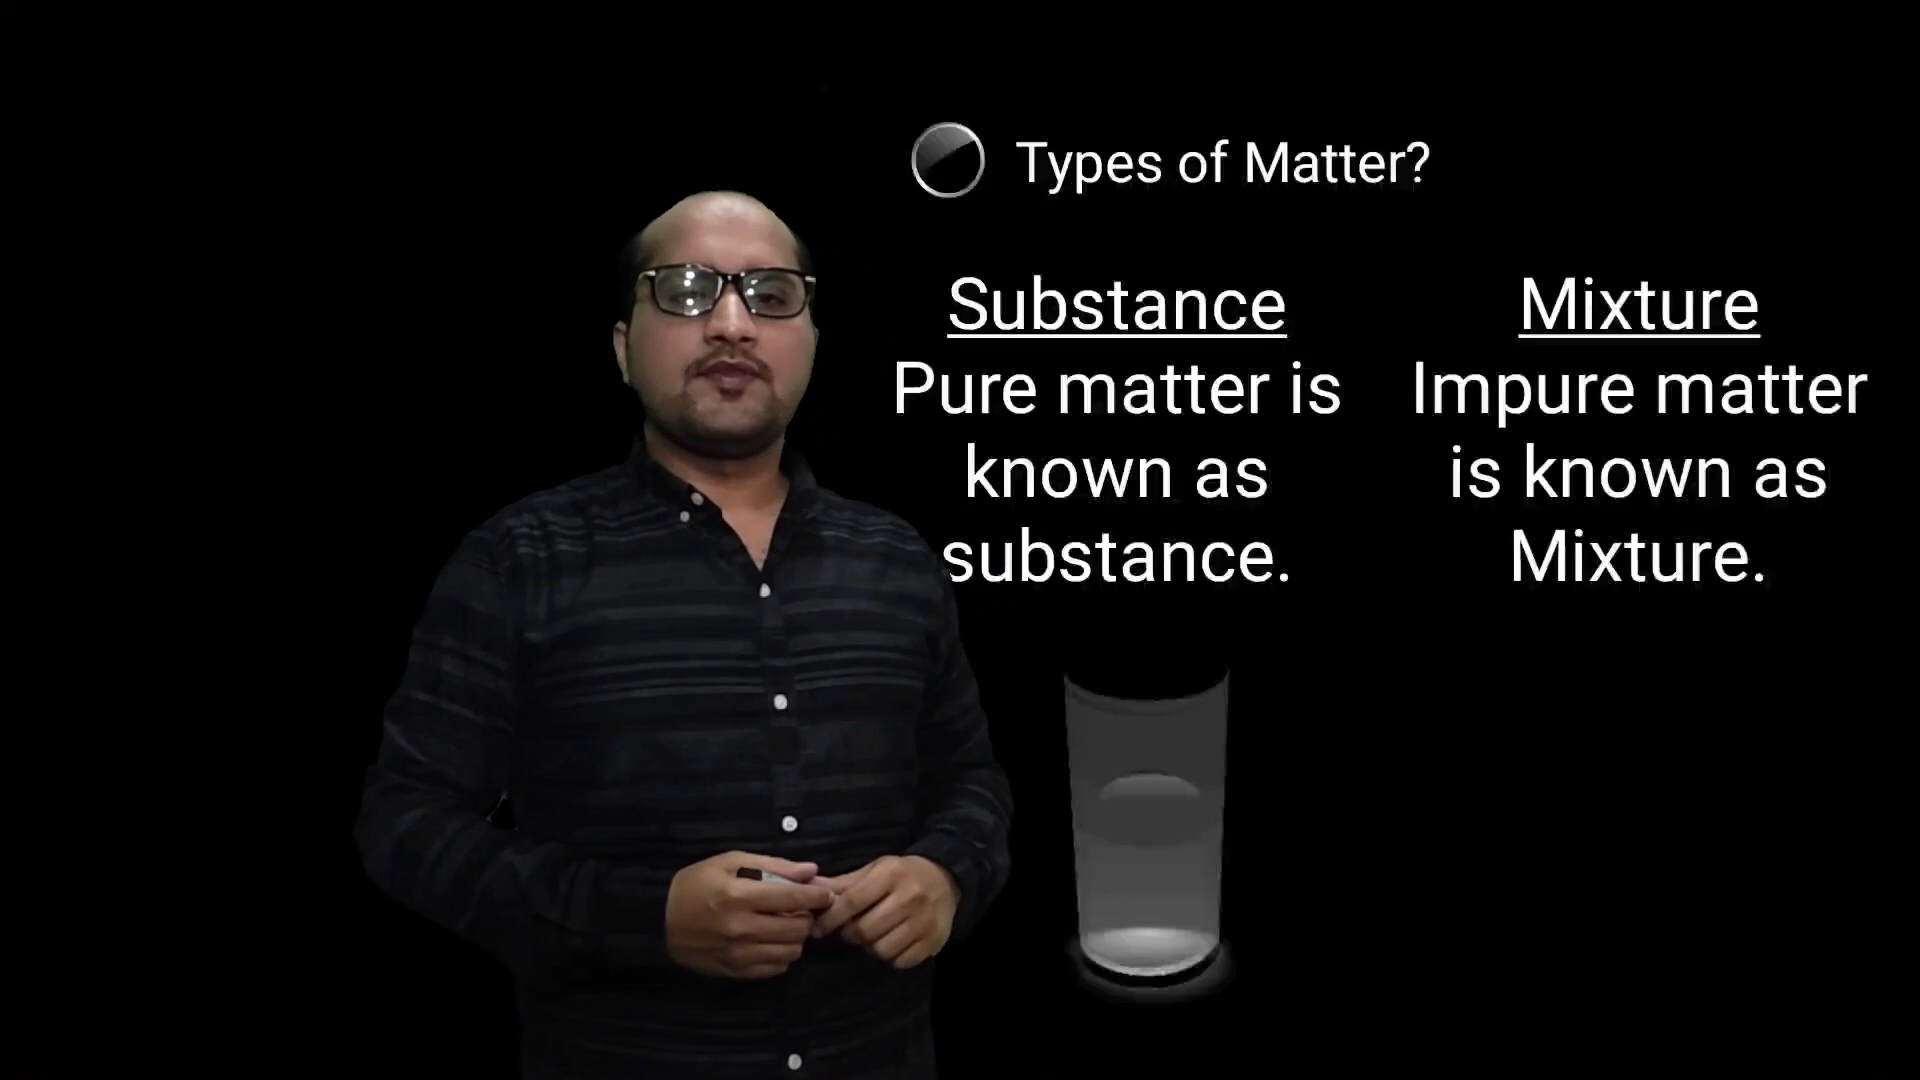 Types of Matter?
Substance
Pure matter is
known as
substance.
Mixture
Impure matter
is known as
Mixture.